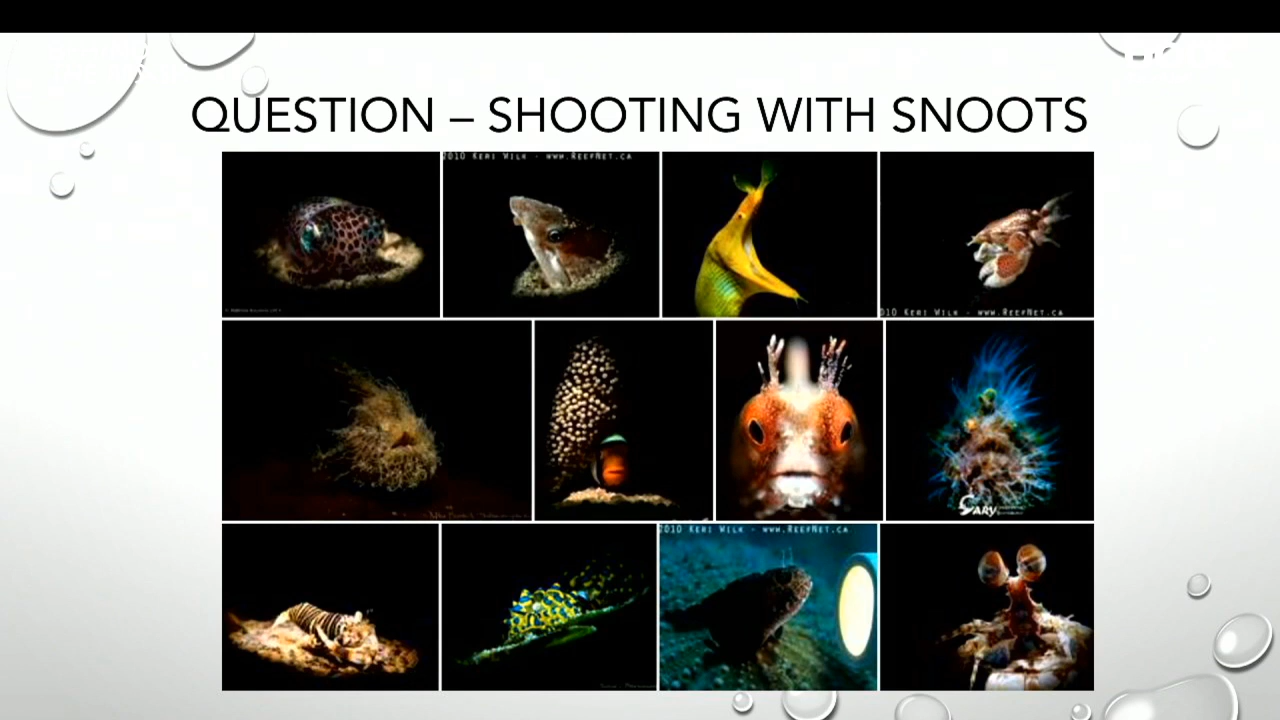 QUESTION – SHOOTING WITH SNOOTS
2010 Keri Wilk - www.ReefNet.ca
010 Keri Wilk - www.ReefNet.ca
Gary
2010 Keri Wilk - www.ReefNet.ca